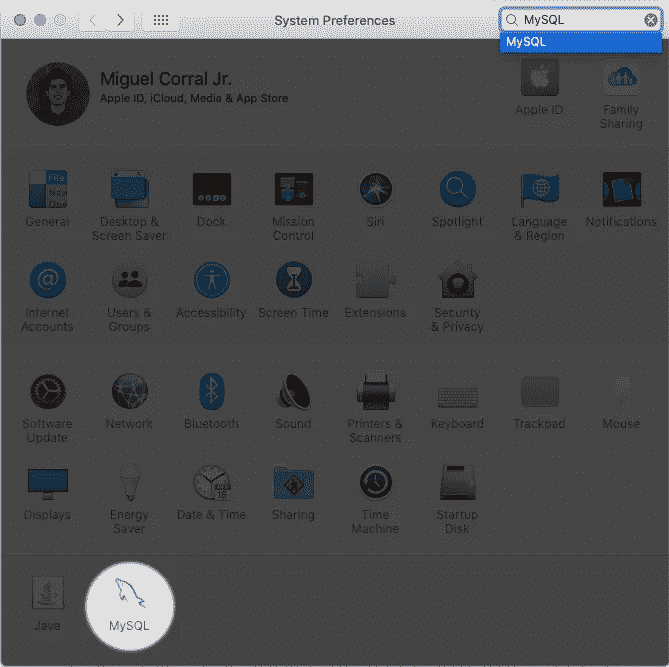 System Preferences
MySQL
MySQL
Miguel Corral Jr.
Apple ID, iCloud, Media & App Store
Apple ID
Family
Sharing
General
Desktop &
Screen Saver
Dock
Mission
Control
Siri
Spotlight
Language
& Region
Notifications
Internet
Accounts
Users &
Groups
Accessibility
Screen Time
Extensions
Security
& Privacy
Software
Update
Network
Bluetooth
Sound
Printers &
Scanners
Keyboard
Trackpad
Mouse
Displays
Energy
Saver
Date & Time
Sharing
Time
Machine
Startup
Disk
Java
MySQL